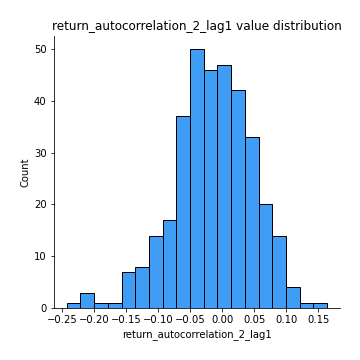 return_autocorrelation_2_lag1 value distribution
50
40
30
20
10
0
Count
−0.25 −0.20 −0.15 −0.10 −0.05 0.00 0.05 0.10 0.15
return_autocorrelation_2_lag1